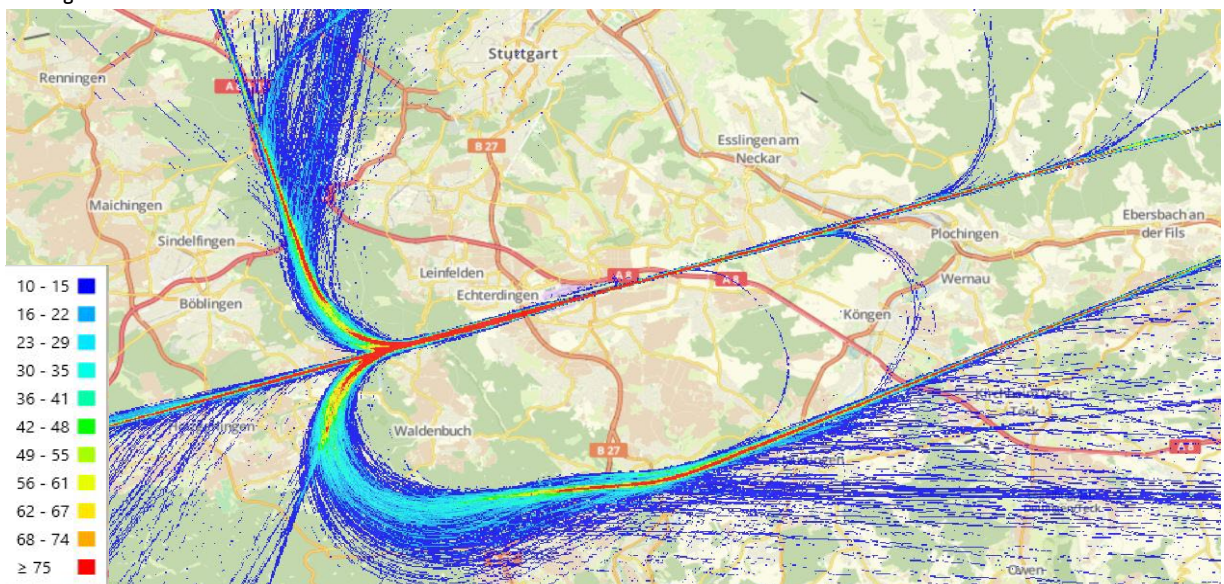 Stuttgart
Renningen
A 8
B 27
Esslingen am
Neckar
Maichingen
Sindelfingen
Ebersbach an
der Fils
Plochingen
Leinfelden
Wernau
A 8
A 8
Böblingen
Echterdingen
Köngen
Waldenbuch
B 27
Owen
10 - 15
16 - 22
23 - 29
30 - 35
36 - 41
42 - 48
49 - 55
56 - 61
62 - 67
68 - 74
≥ 75